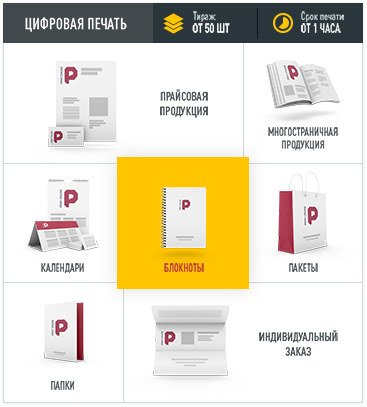 ЦИФРОВАЯ ПЕЧАТЬ
Тираж
ОТ 50 ШТ
Срок печати
ОТ 1 ЧАСА
ПРАЙСОВАЯ
ПРОДУКЦИЯ
МНОГОСТРАНИЧНАЯ
ПРОДУКЦИЯ
КАЛЕНДАРИ
БЛОКНОТЫ
ПАКЕТЫ
ПАПКИ
ИНДИВИДУАЛЬНЫЙ
ЗАКАЗ